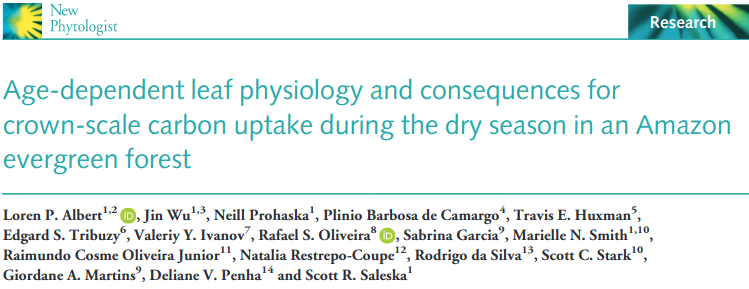 New
Phytologist
Research
Age-dependent leaf physiology and consequences for
crown-scale carbon uptake during the dry season in an Amazon
evergreen forest
Loren P. Albert1,2 iD, Jin Wu1,3, Neill Prohaska1, Plinio Barbosa de Camargo4, Travis E. Huxman5,
Edgard S. Tribuzy6, Valeriy Y. Ivanov7, Rafael S. Oliveira8 iD, Sabrina Garcia9, Marielle N. Smith1,10,
Raimundo Cosme Oliveira Junior11, Natalia Restrepo-Coupe12, Rodrigo da Silva13, Scott C. Stark10,
Giordane A. Martins9, Deliane V. Penha14 and Scott R. Saleska1